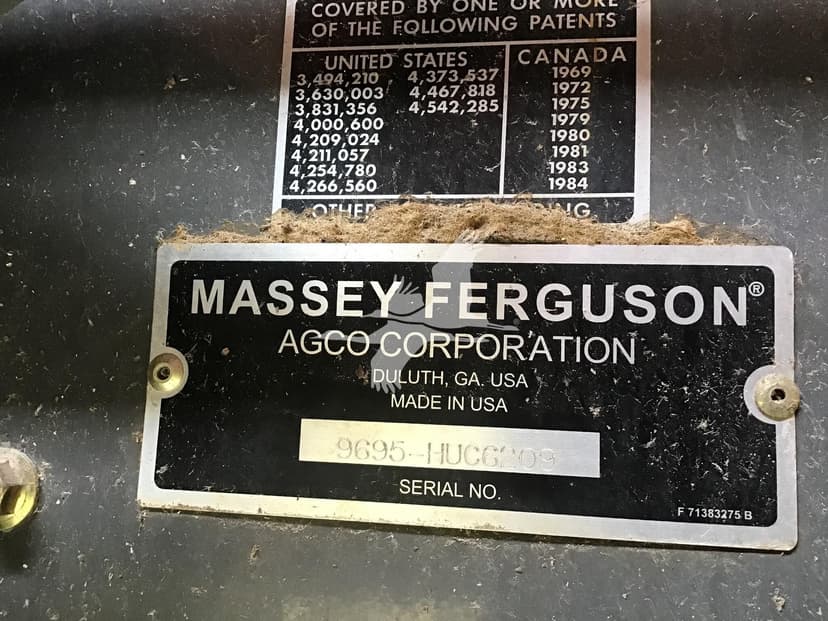 COVERED BY ONE OR MORE
OF THE FOLLOWING PATENTS
UNITED STATES
3,494,210 4,373,537
3,630,003 4,467,818
3,831,356 4,542,285
4,000,600
4,209,024
4,211,057
4,254,780
4,266,560
CANADA
1969
1972
1975
1979
1980
1981
1983
1984
OTHER
MASSEY FERGUSON®
AGCO CORPORATION
DULUTH, GA. USA
MADE IN USA
9695-HUC6209
SERIAL NO.
F 71383275 B